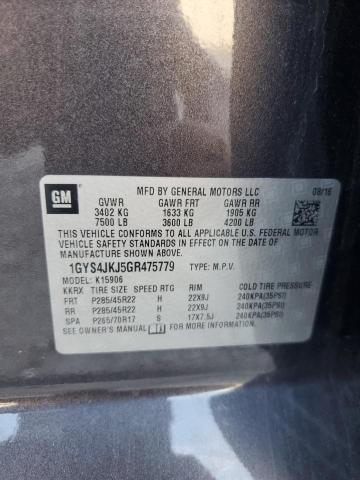 GM
MFD BY GENERAL MOTORS LLC 08/16
GVWR GAWR FRT GAWR RR
3402 KG 1633 KG 1905 KG
7500 LB 3600 LB 4200 LB
THIS VEHICLE CONFORMS TO ALL APPLICABLE U.S. FEDERAL MOTOR
VEHICLE SAFETY STANDARDS IN EFFECT ON THE DATE OF
MANUFACTURE SHOWN ABOVE.
1GYS4JKJ5GR475779 TYPE: M.P.V.
MODEL: K15906
KKRX TIRE SIZE SPEED RTG RIM COLD TIRE PRESSURE
FRT P285/45R22 H 22X9J 240KPA(35PSI)
RR P285/45R22 H 22X9J 240KPA(35PSI)
SPA P265/70R17 S 17X7.5J 240KPA(35PSI)
SEE OWNER'S MANUAL FOR ADDITIONAL INFORMATION